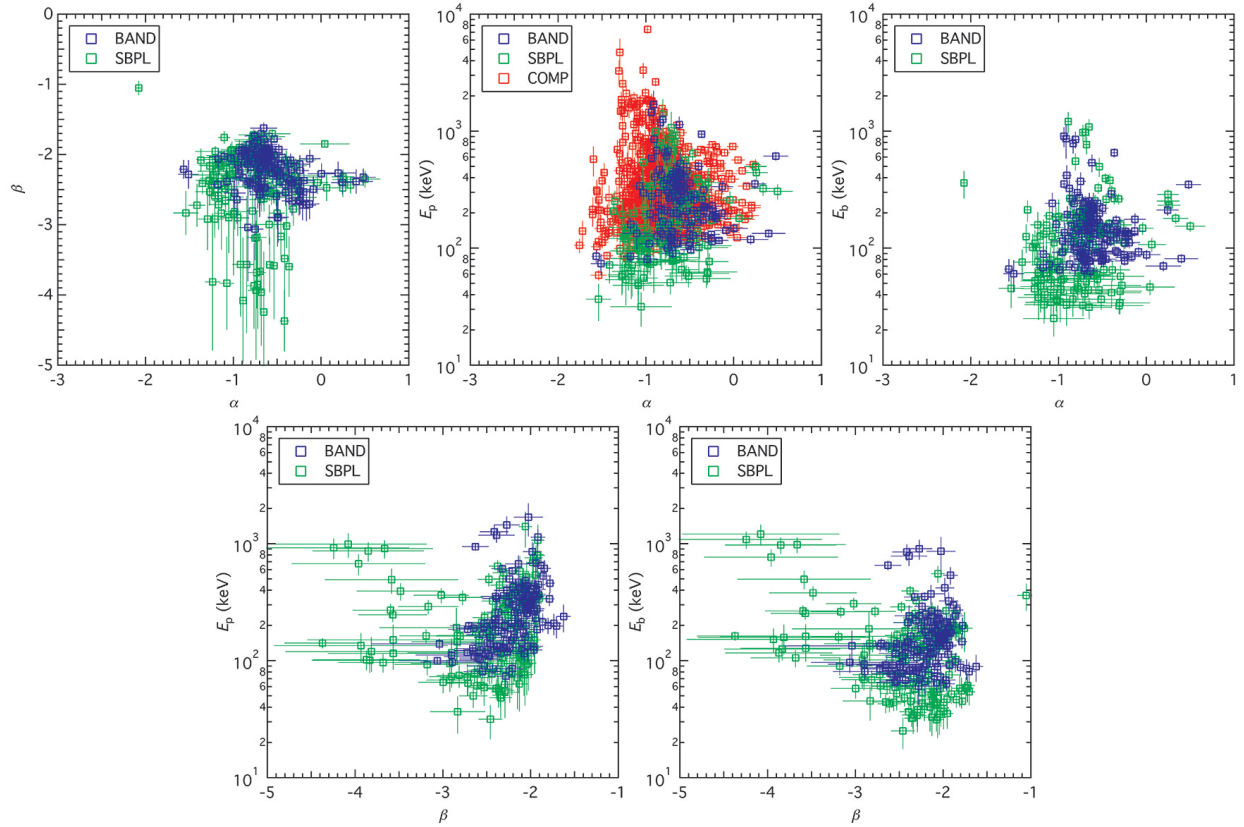 0
-1
-2
-3
-4
-5
-3 -2 -1 0 1
β
α
BAND
SBPL
10^4
8
6
4
2
10^3
8
6
4
2
10^2
8
6
4
2
10^1
-3 -2 -1 0 1
E_p (keV)
α
BAND
SBPL
COMP
10^4
8
6
4
2
10^3
8
6
4
2
10^2
8
6
4
2
10^1
-3 -2 -1 0 1
E_b (keV)
α
BAND
SBPL
10^4
8
6
4
2
10^3
8
6
4
2
10^2
8
6
4
2
10^1
-5 -4 -3 -2 -1
E_p (keV)
β
BAND
SBPL
10^4
8
6
4
2
10^3
8
6
4
2
10^2
8
6
4
2
10^1
-5 -4 -3 -2 -1
E_b (keV)
β
BAND
SBPL